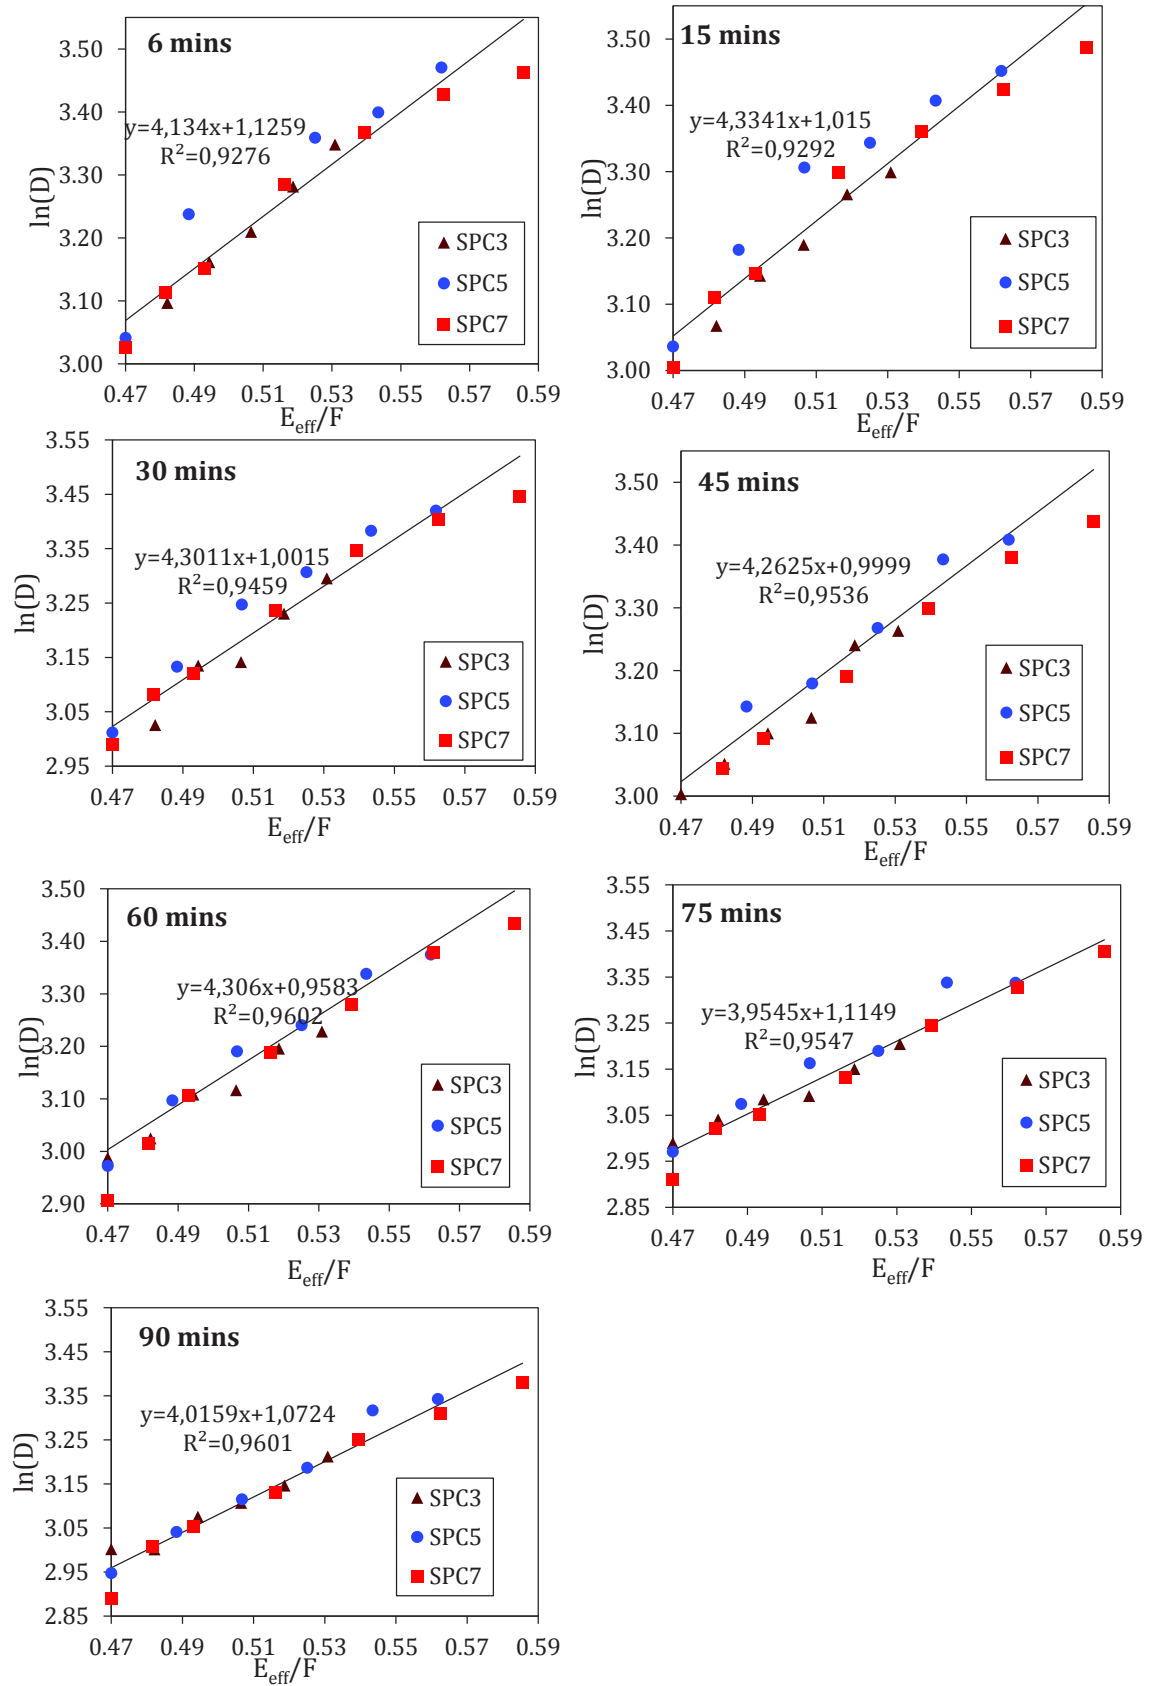 6 mins
3.50
3.40
3.30
3.20
3.10
3.00
ln(D)
y=4,134x+1,1259
R²=0,9276
SPC3
SPC5
SPC7
0.47 0.49 0.51 0.53 0.55 0.57 0.59
Eeff/F
15 mins
3.50
3.40
3.30
3.20
3.10
3.00
ln(D)
y=4,3341x+1,015
R²=0,9292
SPC3
SPC5
SPC7
0.47 0.49 0.51 0.53 0.55 0.57 0.59
Eeff/F
30 mins
3.55
3.45
3.35
3.25
3.15
3.05
2.95
ln(D)
y=4,3011x+1,0015
R²=0,9459
SPC3
SPC5
SPC7
0.47 0.49 0.51 0.53 0.55 0.57 0.59
Eeff/F
45 mins
3.50
3.40
3.30
3.20
3.10
3.00
ln(D)
y=4,2625x+0,9999
R²=0,9536
SPC3
SPC5
SPC7
0.47 0.49 0.51 0.53 0.55 0.57 0.59
Eeff/F
60 mins
3.50
3.40
3.30
3.20
3.10
3.00
2.90
ln(D)
y=4,306x+0,9583
R²=0,9602
SPC3
SPC5
SPC7
0.47 0.49 0.51 0.53 0.55 0.57 0.59
Eeff/F
75 mins
3.55
3.45
3.35
3.25
3.15
3.05
2.95
2.85
ln(D)
y=3,9545x+1,1149
R²=0,9547
SPC3
SPC5
SPC7
0.47 0.49 0.51 0.53 0.55 0.57 0.59
Eeff/F
90 mins
3.55
3.45
3.35
3.25
3.15
3.05
2.95
2.85
ln(D)
y=4,0159x+1,0724
R²=0,9601
SPC3
SPC5
SPC7
0.47 0.49 0.51 0.53 0.55 0.57 0.59
Eeff/F